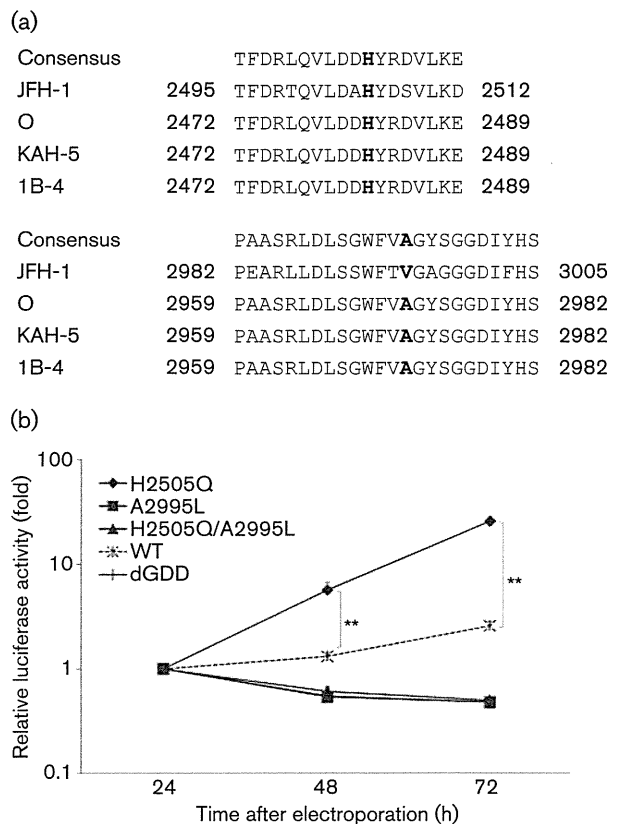 (a)
Consensus TFDRLQVLDDHYRDVLKE
JFH-1 2495 TFDRTQVLDAHYDSVLKD 2512
O 2472 TFDRLQVLDDHYRDVLKE 2489
KAH-5 2472 TFDRLQVLDDHYRDVLKE 2489
1B-4 2472 TFDRLQVLDDHYRDVLKE 2489
Consensus PAASRLDLSGWFVAGYSGGDIYHS
JFH-1 2982 PEARLLDLSSWFTVGAGGGDIFHS 3005
O 2959 PAASRLDLSGWFVAGYSGGDIYHS 2982
KAH-5 2959 PAASRLDLSGWFVAGYSGGDIYHS 2982
1B-4 2959 PAASRLDLSGWFVAGYSGGDIYHS 2982
(b)
Relative luciferase activity (fold)
100
10
1
0.1
H2505Q
A2995L
H2505Q/A2995L
WT
dGDD
**
**
24 48 72
Time after electroporation (h)